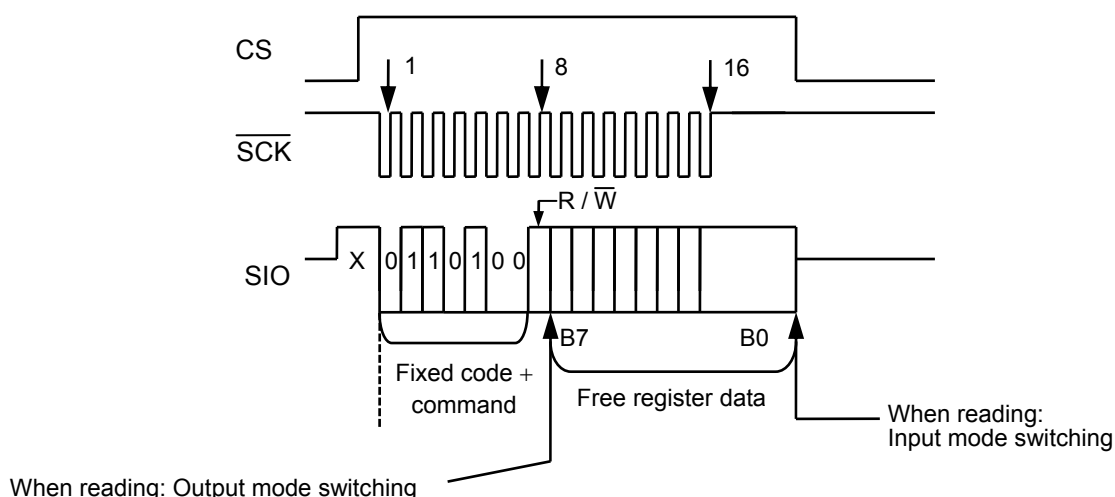 CS
1
8
16
SCK
R / W
SIO
X 0 1 1 0 1 0 0
B7
B0
Fixed code +
command
Free register data
When reading:
Input mode switching
When reading: Output mode switching